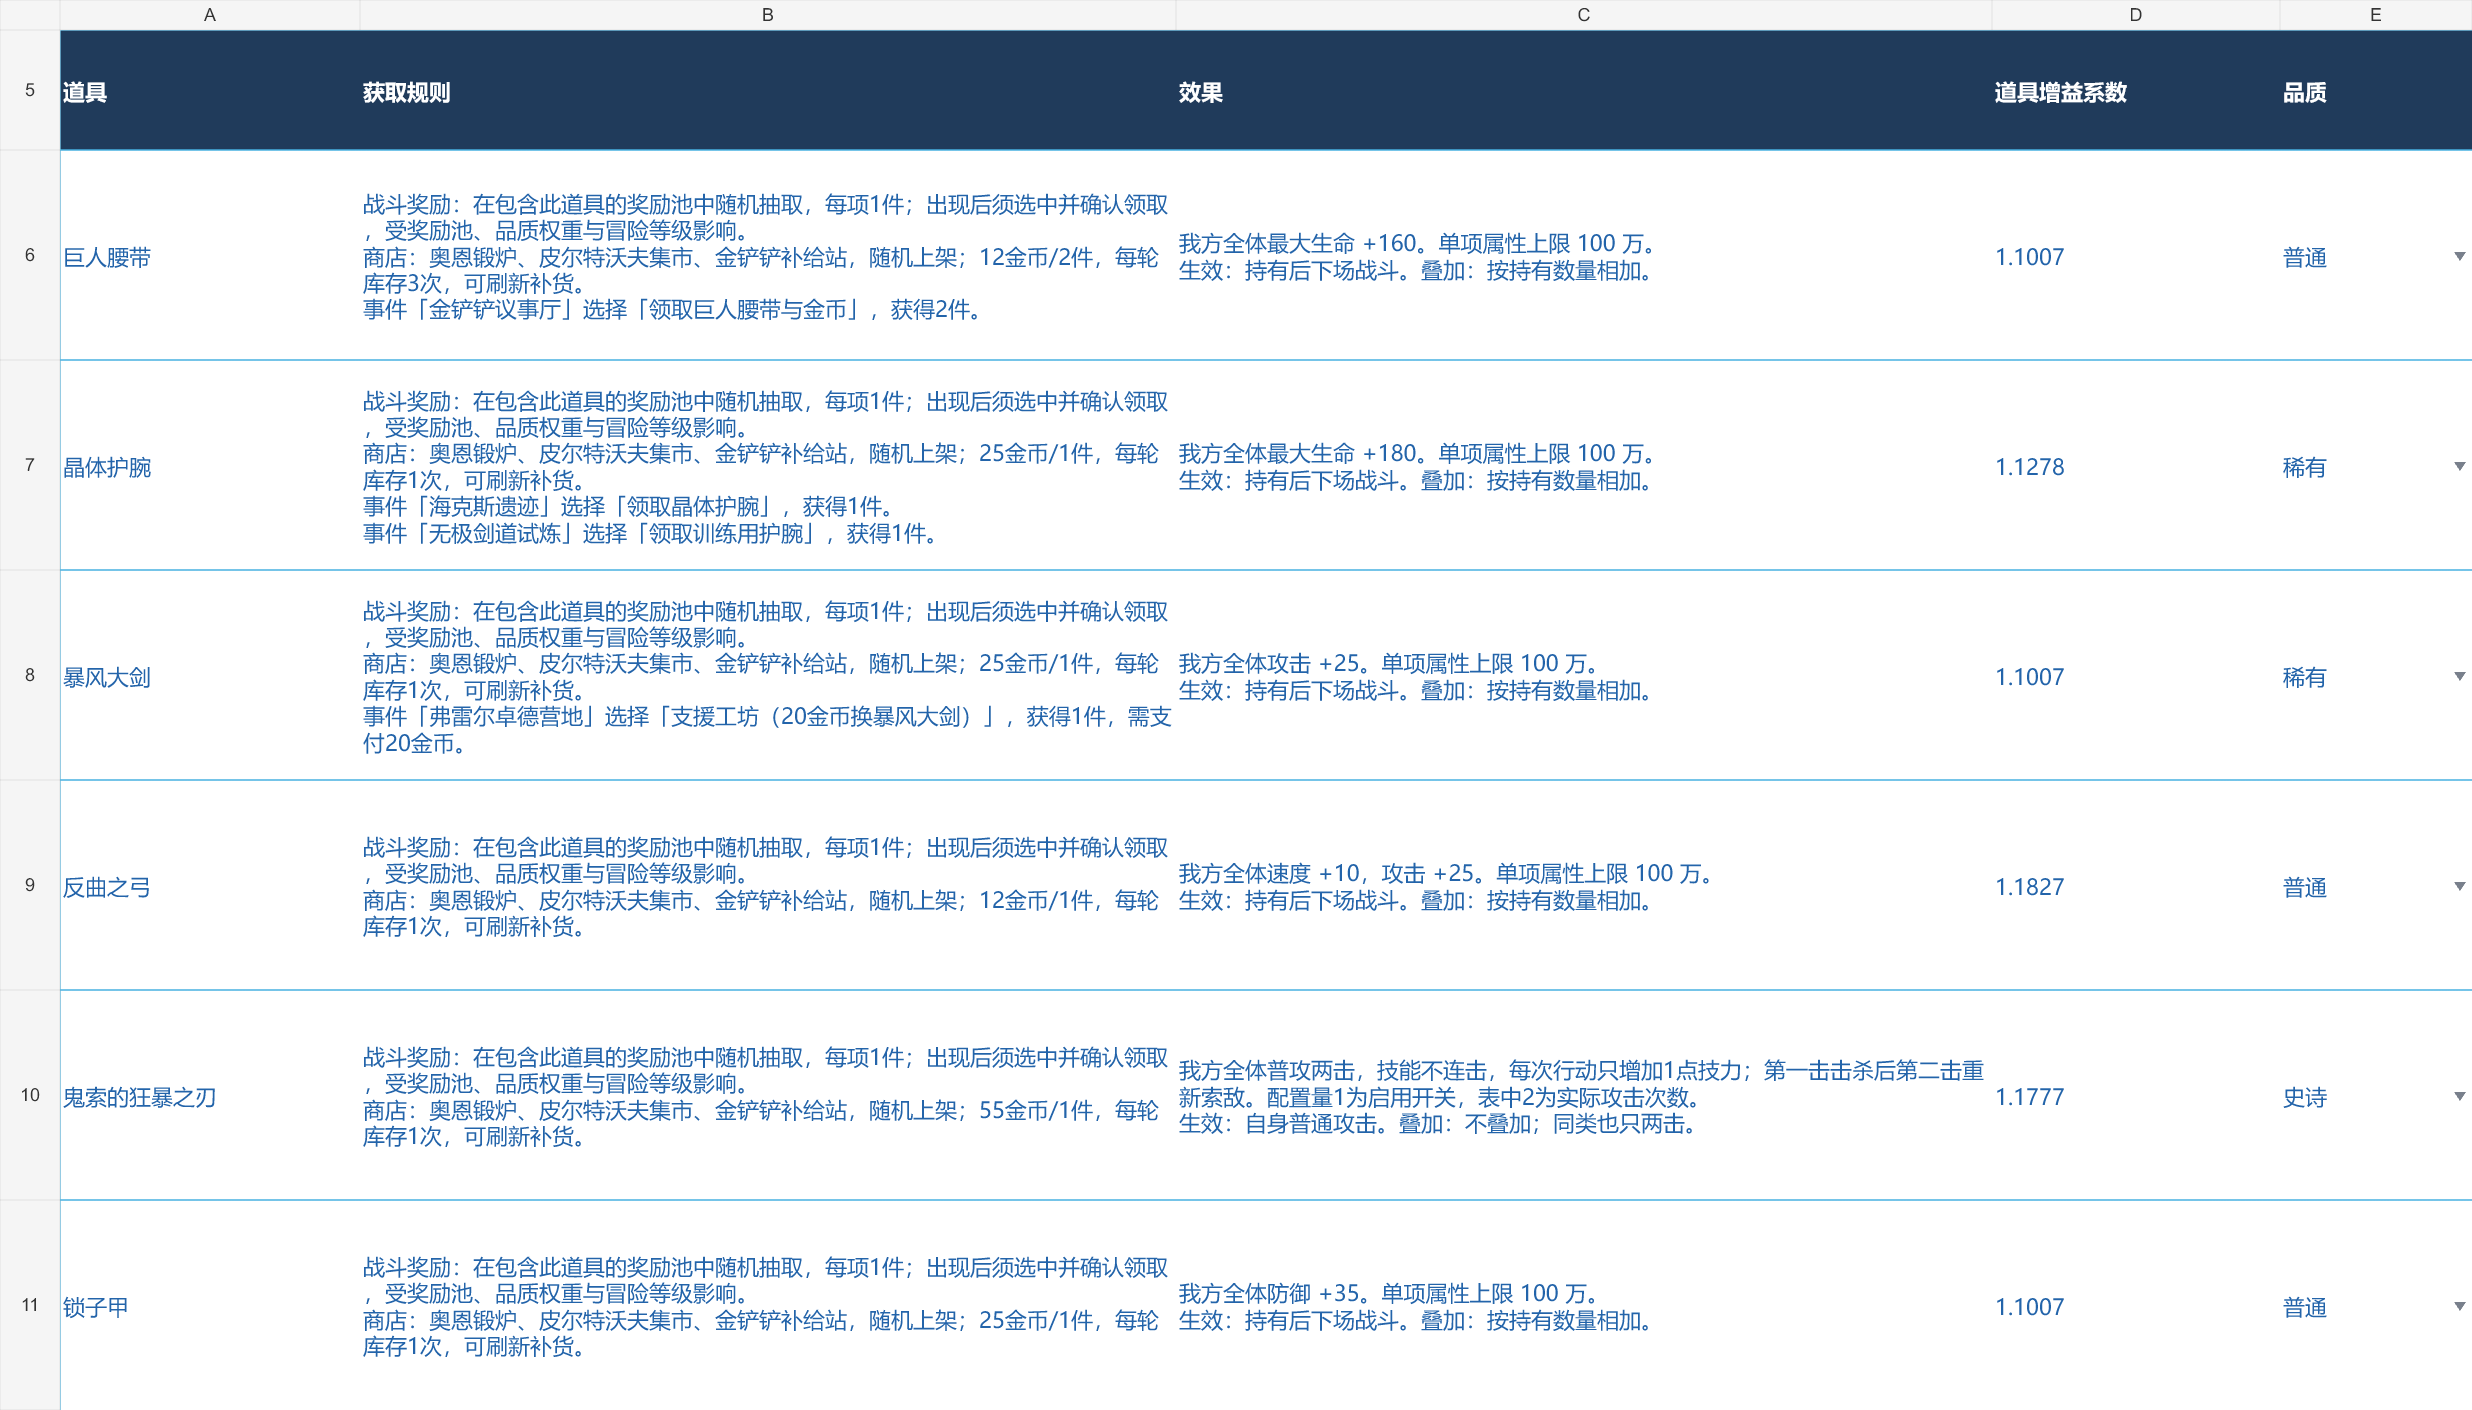 A B C D E
5 道具 获取规则 效果 道具增益系数 品质
6 巨人腰带
战斗奖励：在包含此道具的奖励池中随机抽取，每项1件；出现后须选中并确认领取
，受奖励池、品质权重与冒险等级影响。
商店：奥恩锻炉、皮尔特沃夫集市、金铲铲补给站，随机上架；12金币/2件，每轮
库存3次，可刷新补货。
事件「金铲铲议事厅」选择「领取巨人腰带与金币」，获得2件。
我方全体最大生命 +160。单项属性上限 100 万。
生效：持有后下场战斗。叠加：按持有数量相加。
1.1007
普通
7 晶体护腕
战斗奖励：在包含此道具的奖励池中随机抽取，每项1件；出现后须选中并确认领取
，受奖励池、品质权重与冒险等级影响。
商店：奥恩锻炉、皮尔特沃夫集市、金铲铲补给站，随机上架；25金币/1件，每轮
库存1次，可刷新补货。
事件「海克斯遗迹」选择「领取晶体护腕」，获得1件。
事件「无极剑道试炼」选择「领取训练用护腕」，获得1件。
我方全体最大生命 +180。单项属性上限 100 万。
生效：持有后下场战斗。叠加：按持有数量相加。
1.1278
稀有
8 暴风大剑
战斗奖励：在包含此道具的奖励池中随机抽取，每项1件；出现后须选中并确认领取
，受奖励池、品质权重与冒险等级影响。
商店：奥恩锻炉、皮尔特沃夫集市、金铲铲补给站，随机上架；25金币/1件，每轮
库存1次，可刷新补货。
事件「弗雷尔卓德营地」选择「支援工坊（20金币换暴风大剑）」，获得1件，需支
付20金币。
我方全体攻击 +25。单项属性上限 100 万。
生效：持有后下场战斗。叠加：按持有数量相加。
1.1007
稀有
9 反曲之弓
战斗奖励：在包含此道具的奖励池中随机抽取，每项1件；出现后须选中并确认领取
，受奖励池、品质权重与冒险等级影响。
商店：奥恩锻炉、皮尔特沃夫集市、金铲铲补给站，随机上架；12金币/1件，每轮
库存1次，可刷新补货。
我方全体速度 +10，攻击 +25。单项属性上限 100 万。
生效：持有后下场战斗。叠加：按持有数量相加。
1.1827
普通
10 鬼索的狂暴之刃
战斗奖励：在包含此道具的奖励池中随机抽取，每项1件；出现后须选中并确认领取
，受奖励池、品质权重与冒险等级影响。
商店：奥恩锻炉、皮尔特沃夫集市、金铲铲补给站，随机上架；55金币/1件，每轮
库存1次，可刷新补货。
我方全体普攻两击，技能不连击，每次行动只增加1点技力；第一击击杀后第二击重
新索敌。配置量1为启用开关，表中2为实际攻击次数。
生效：自身普通攻击。叠加：不叠加；同类也只两击。
1.1777
史诗
11 锁子甲
战斗奖励：在包含此道具的奖励池中随机抽取，每项1件；出现后须选中并确认领取
，受奖励池、品质权重与冒险等级影响。
商店：奥恩锻炉、皮尔特沃夫集市、金铲铲补给站，随机上架；25金币/1件，每轮
库存1次，可刷新补货。
我方全体防御 +35。单项属性上限 100 万。
生效：持有后下场战斗。叠加：按持有数量相加。
1.1007
普通